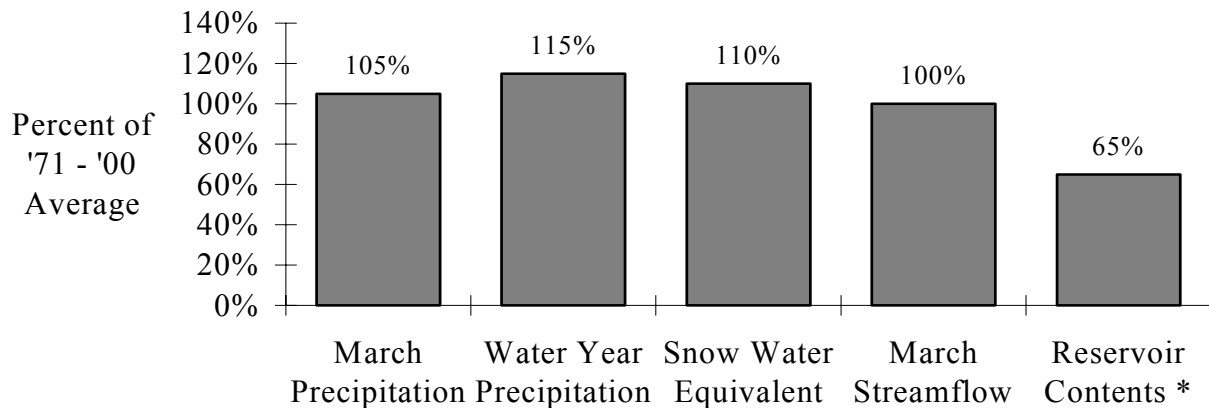 140%
120%
100%
80%
60%
40%
20%
0%
Percent of
'71 - '00
Average
105%
115%
110%
100%
65%
March
Precipitation
Water Year
Precipitation
Snow Water
Equivalent
March
Streamflow
Reservoir
Contents *